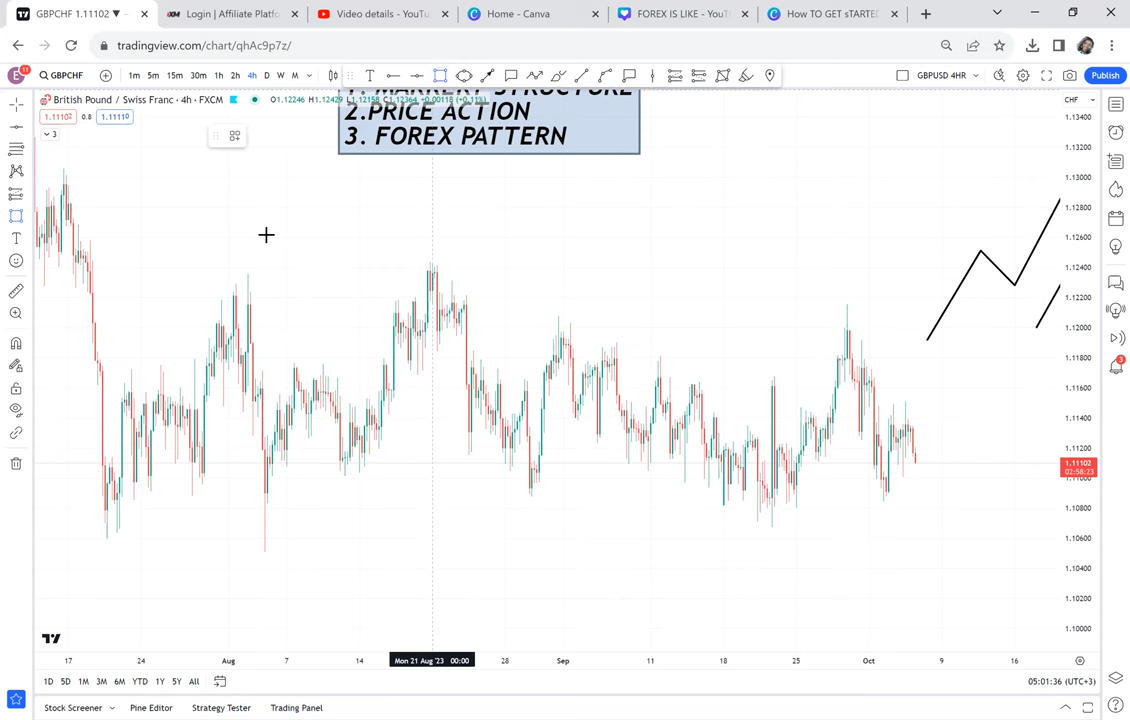 GBPCHF 1.11102 ▼
Login | Affiliate Platfo
Video details - YouTu
Home - Canva
FOREX IS LIKE - YouT
How TO GET sTARTED
tradingview.com/chart/qhAc9p7z/
E
11
GBPCHF
1m 5m 15m 30m 1h 2h 4h D W M
GBPUSD 4HR
Publish
British Pound / Swiss Franc · 4h · FXCM
O1.12246 H1.12429 L1.12158 C1.12364 +0.00118 (+0.11%)
CHF
1.11102 0.8 1.11110
3
1. MARKERT STRUCTURE
2.PRICE ACTION
3. FOREX PATTERN
1.13400
1.13200
1.13000
1.12800
1.12600
1.12400
1.12200
1.12000
1.11800
1.11600
1.11400
1.11200
1.11102
02:58:23
1.11000
1.10800
1.10600
1.10400
1.10200
1.10000
3
17 24 Aug 7 14 Mon 21 Aug '23 00:00 28 Sep 11 18 25 Oct 9 16
1D 5D 1M 3M 6M YTD 1Y 5Y All
05:01:36 (UTC+3)
Stock Screener Pine Editor Strategy Tester Trading Panel